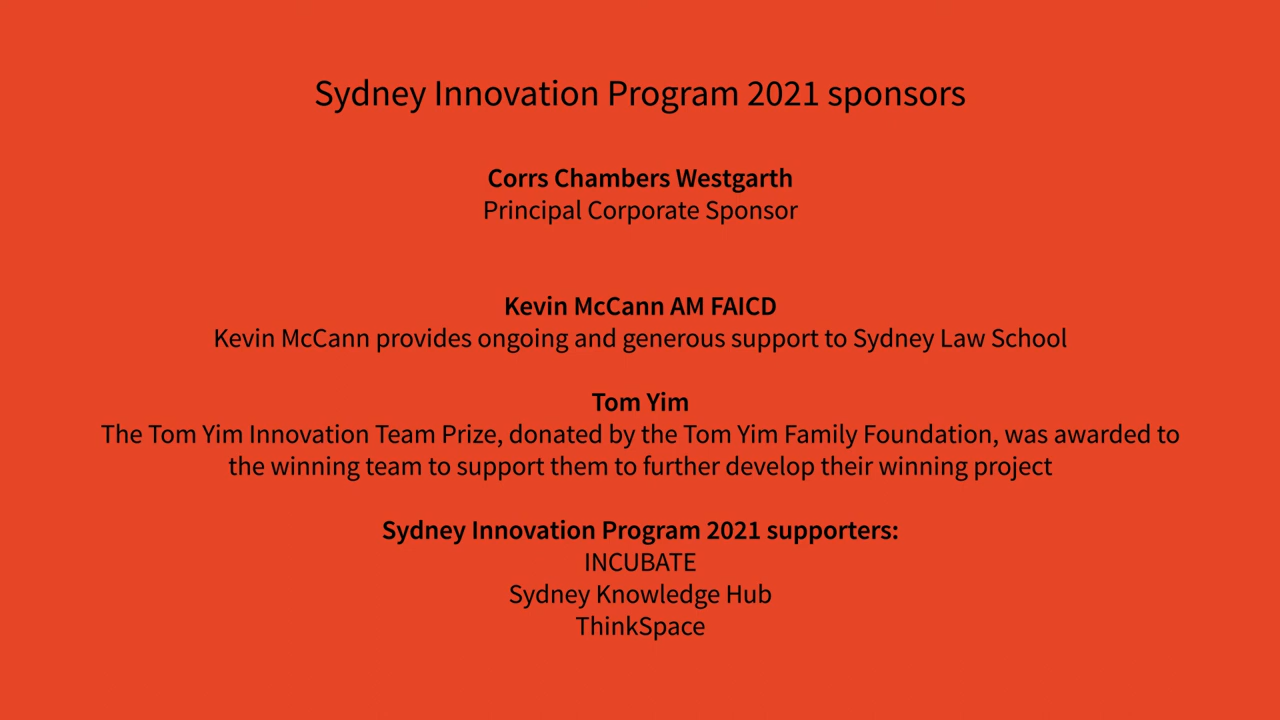 Sydney Innovation Program 2021 sponsors
Corrs Chambers Westgarth
Principal Corporate Sponsor
Kevin McCann AM FAICD
Kevin McCann provides ongoing and generous support to Sydney Law School
Tom Yim
The Tom Yim Innovation Team Prize, donated by the Tom Yim Family Foundation, was awarded to
the winning team to support them to further develop their winning project
Sydney Innovation Program 2021 supporters:
INCUBATE
Sydney Knowledge Hub
ThinkSpace